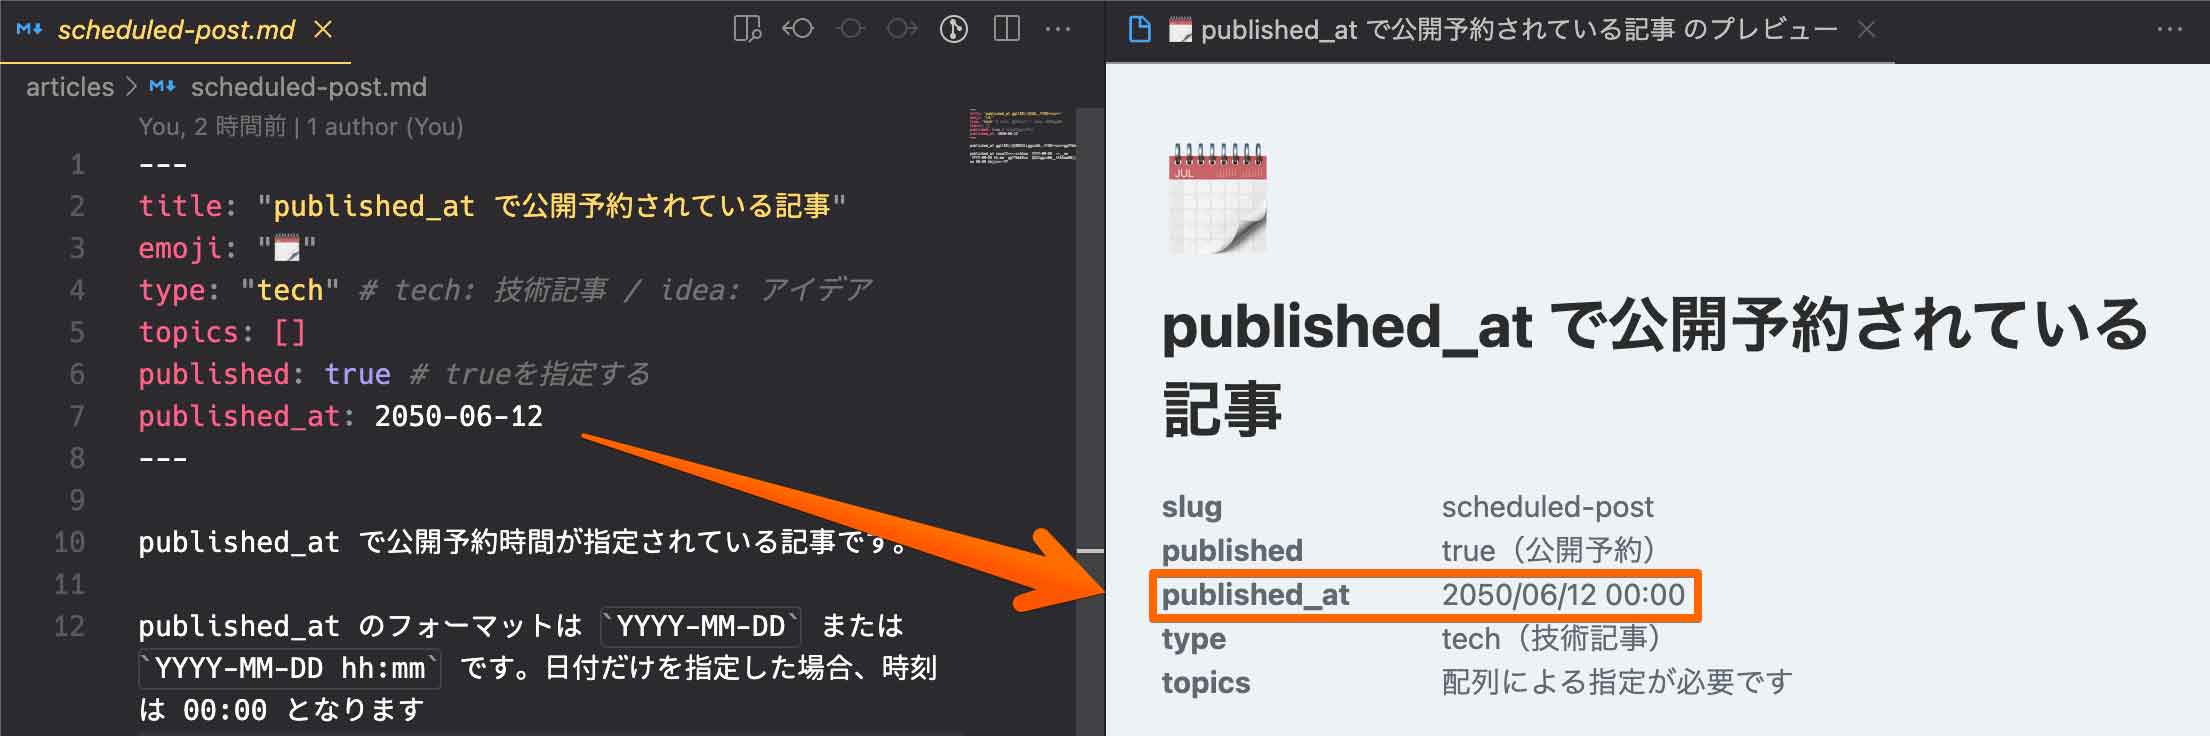 scheduled-post.md
articles > scheduled-post.md
You, 2 時間前 | 1 author (You)
1 ---
2 title: "published_at で公開予約されている記事"
3 emoji: "🗓"
4 type: "tech" # tech: 技術記事 / idea: アイデア
5 topics: []
6 published: true # trueを指定する
7 published_at: 2050-06-12
8 ---
9
10 published_at で公開予約時間が指定されている記事です。
11
12 published_at のフォーマットは `YYYY-MM-DD` または
`YYYY-MM-DD hh:mm` です。日付だけを指定した場合、時刻
は 00:00 となります
🗓 published_at で公開予約されている記事 のプレビュー
JUL
published_at で公開予約されている
記事
slug scheduled-post
published true（公開予約）
published_at 2050/06/12 00:00
type tech（技術記事）
topics 配列による指定が必要です